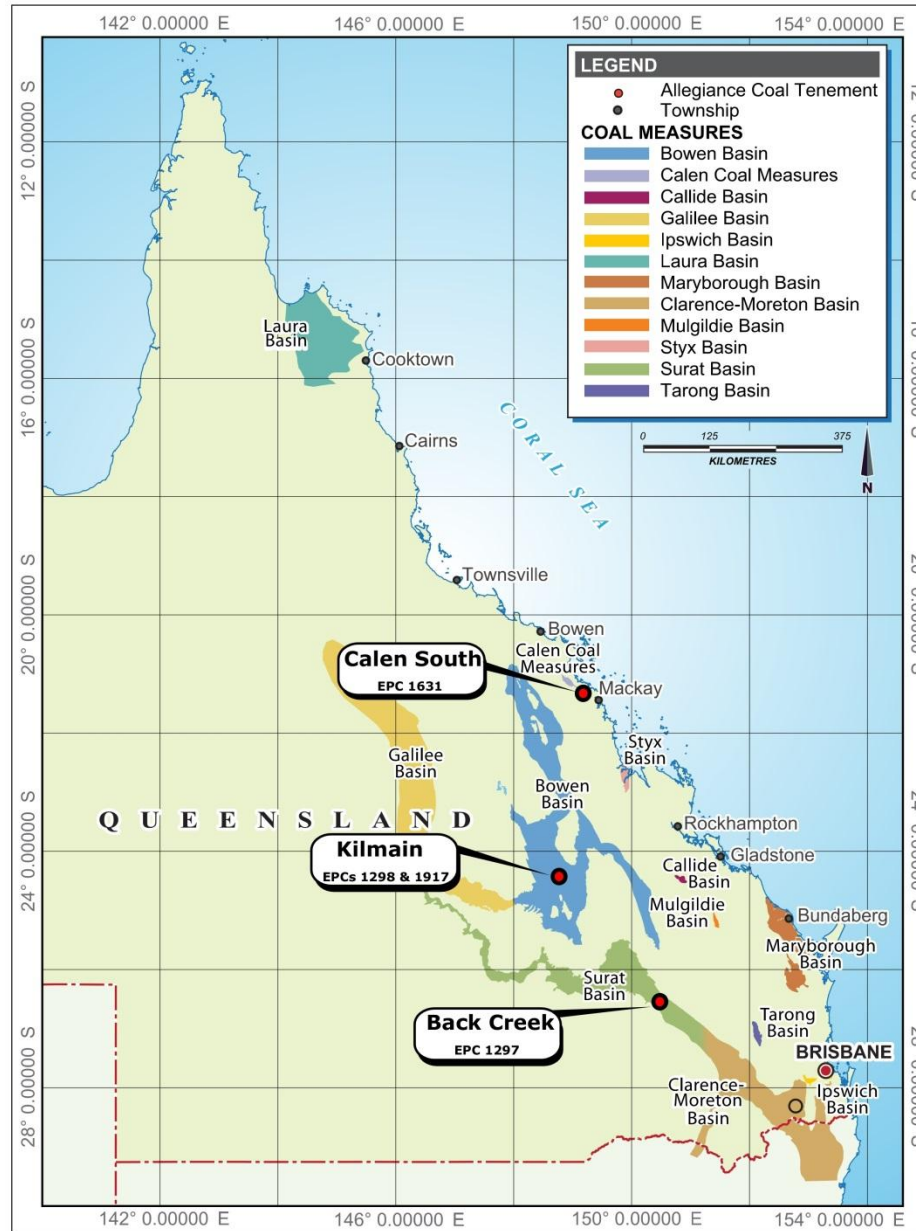 142° 0.00000 E
146° 0.00000 E
150° 0.00000 E
154° 0.00000 E
LEGEND
Allegiance Coal Tenement
Township
COAL MEASURES
Bowen Basin
Calen Coal Measures
Callide Basin
Galilee Basin
Ipswich Basin
Laura Basin
Maryborough Basin
Clarence-Moreton Basin
Mulgildie Basin
Styx Basin
Surat Basin
Tarong Basin
0
125
375
KILOMETRES
N
12° 0.00000 S
16° 0.00000 S
20° 0.00000 S
24° 0.00000 S
28° 0.00000 S
Laura
Basin
Cooktown
CORAL SEA
Cairns
Townsville
Bowen
Calen Coal
Measures
Calen South
EPC 1631
Mackay
Styx
Basin
Galilee
Basin
Bowen
Basin
QUEENSLAND
Rockhampton
Kilmain
EPCs 1298 & 1917
Gladstone
Callide
Basin
Mulgildie
Basin
Bundaberg
Maryborough
Basin
Surat
Basin
Back Creek
EPC 1297
Tarong
Basin
BRISBANE
Clarence-
Moreton
Basin
Ipswich
Basin
142° 0.00000 E
146° 0.00000 E
150° 0.00000 E
154° 0.00000 E